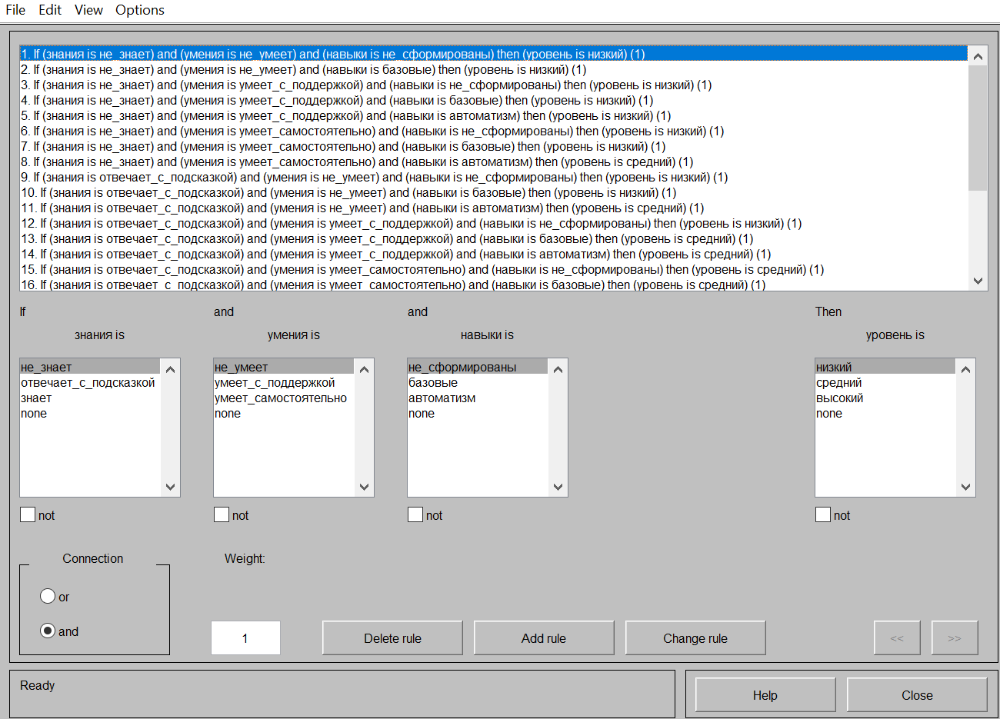 File Edit View Options
1. If (знания is не_знает) and (умения is не_умеет) and (навыки is не_сформированы) then (уровень is низкий) (1)
2. If (знания is не_знает) and (умения is не_умеет) and (навыки is базовые) then (уровень is низкий) (1)
3. If (знания is не_знает) and (умения is умеет_с_поддержкой) and (навыки is не_сформированы) then (уровень is низкий) (1)
4. If (знания is не_знает) and (умения is умеет_с_поддержкой) and (навыки is базовые) then (уровень is низкий) (1)
5. If (знания is не_знает) and (умения is умеет_с_поддержкой) and (навыки is автоматизм) then (уровень is низкий) (1)
6. If (знания is не_знает) and (умения is умеет_самостоятельно) and (навыки is не_сформированы) then (уровень is низкий) (1)
7. If (знания is не_знает) and (умения is умеет_самостоятельно) and (навыки is базовые) then (уровень is низкий) (1)
8. If (знания is не_знает) and (умения is умеет_самостоятельно) and (навыки is автоматизм) then (уровень is средний) (1)
9. If (знания is отвечает_с_подсказкой) and (умения is не_умеет) and (навыки is не_сформированы) then (уровень is низкий) (1)
10. If (знания is отвечает_с_подсказкой) and (умения is не_умеет) and (навыки is базовые) then (уровень is низкий) (1)
11. If (знания is отвечает_с_подсказкой) and (умения is не_умеет) and (навыки is автоматизм) then (уровень is средний) (1)
12. If (знания is отвечает_с_подсказкой) and (умения is умеет_с_поддержкой) and (навыки is не_сформированы) then (уровень is низкий) (1)
13. If (знания is отвечает_с_подсказкой) and (умения is умеет_с_поддержкой) and (навыки is базовые) then (уровень is средний) (1)
14. If (знания is отвечает_с_подсказкой) and (умения is умеет_с_поддержкой) and (навыки is автоматизм) then (уровень is средний) (1)
15. If (знания is отвечает_с_подсказкой) and (умения is умеет_самостоятельно) and (навыки is не_сформированы) then (уровень is средний) (1)
16. If (знания is отвечает_с_подсказкой) and (умения is умеет_самостоятельно) and (навыки is базовые) then (уровень is средний) (1)
If and and Then
знания is умения is навыки is уровень is
не_знает не_умеет не_сформированы низкий
отвечает_с_подсказкой умеет_с_поддержкой базовые средний
знает умеет_самостоятельно автоматизм высокий
none none none none
not not not not
Connection Weight:
or
and
1 Delete rule Add rule Change rule << >>
Ready Help Close